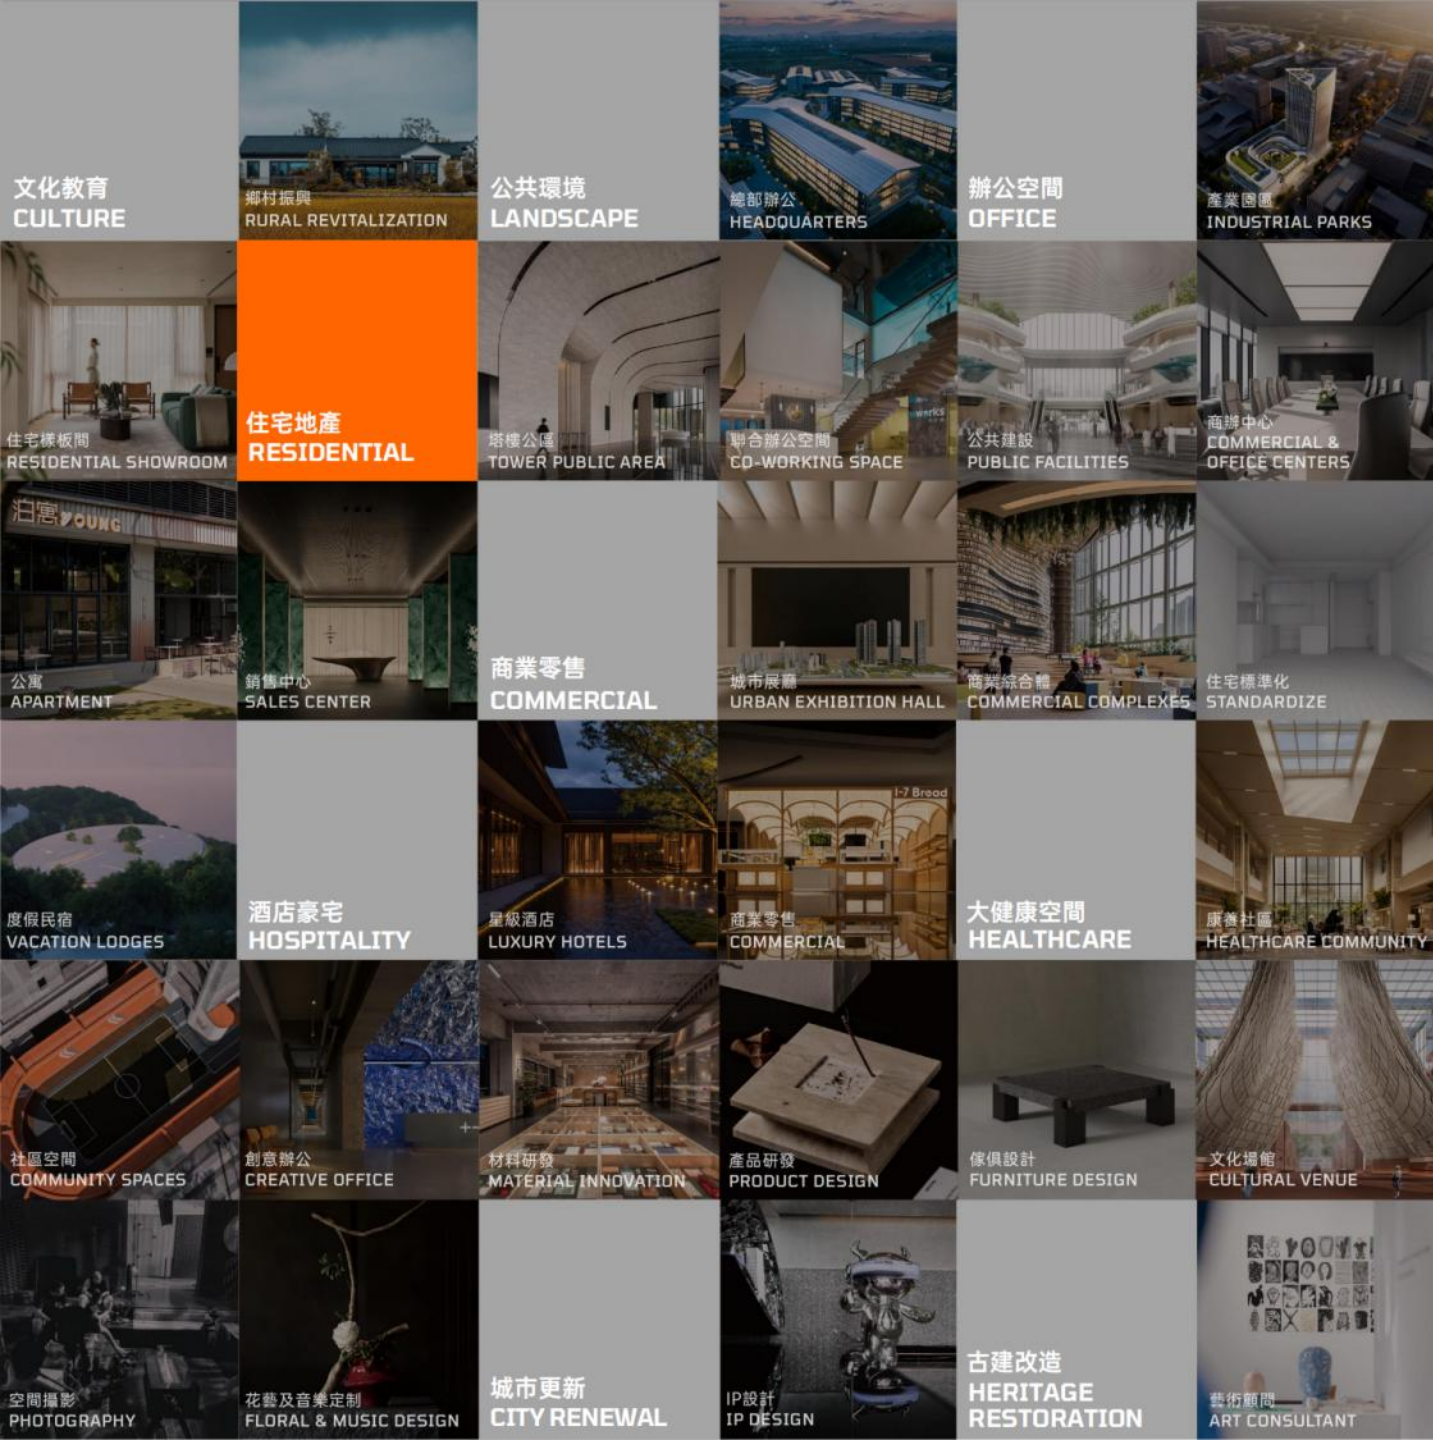 文化教育
CULTURE
鄉村振興
RURAL REVITALIZATION
公共環境
LANDSCAPE
總部辦公
HEADQUARTERS
辦公空間
OFFICE
產業園區
INDUSTRIAL PARKS
住宅樣板間
RESIDENTIAL SHOWROOM
住宅地產
RESIDENTIAL
塔樓公區
TOWER PUBLIC AREA
works
聯合辦公空間
CO-WORKING SPACE
公共建設
PUBLIC FACILITIES
商辦中心
COMMERCIAL &
OFFICE CENTERS
泊寓YOUNG
公寓
APARTMENT
銷售中心
SALES CENTER
商業零售
COMMERCIAL
城市展廳
URBAN EXHIBITION HALL
商業綜合體
COMMERCIAL COMPLEXES
住宅標準化
STANDARDIZE
度假民宿
VACATION LODGES
酒店豪宅
HOSPITALITY
星級酒店
LUXURY HOTELS
I-7 Bread
商業零售
COMMERCIAL
大健康空間
HEALTHCARE
康養社區
HEALTHCARE COMMUNITY
社區空間
COMMUNITY SPACES
創意辦公
CREATIVE OFFICE
材料研發
MATERIAL INNOVATION
產品研發
PRODUCT DESIGN
傢俱設計
FURNITURE DESIGN
文化場館
CULTURAL VENUE
空間攝影
PHOTOGRAPHY
花藝及音樂定制
FLORAL & MUSIC DESIGN
城市更新
CITY RENEWAL
IP設計
IP DESIGN
古建改造
HERITAGE
RESTORATION
藝術顧問
ART CONSULTANT